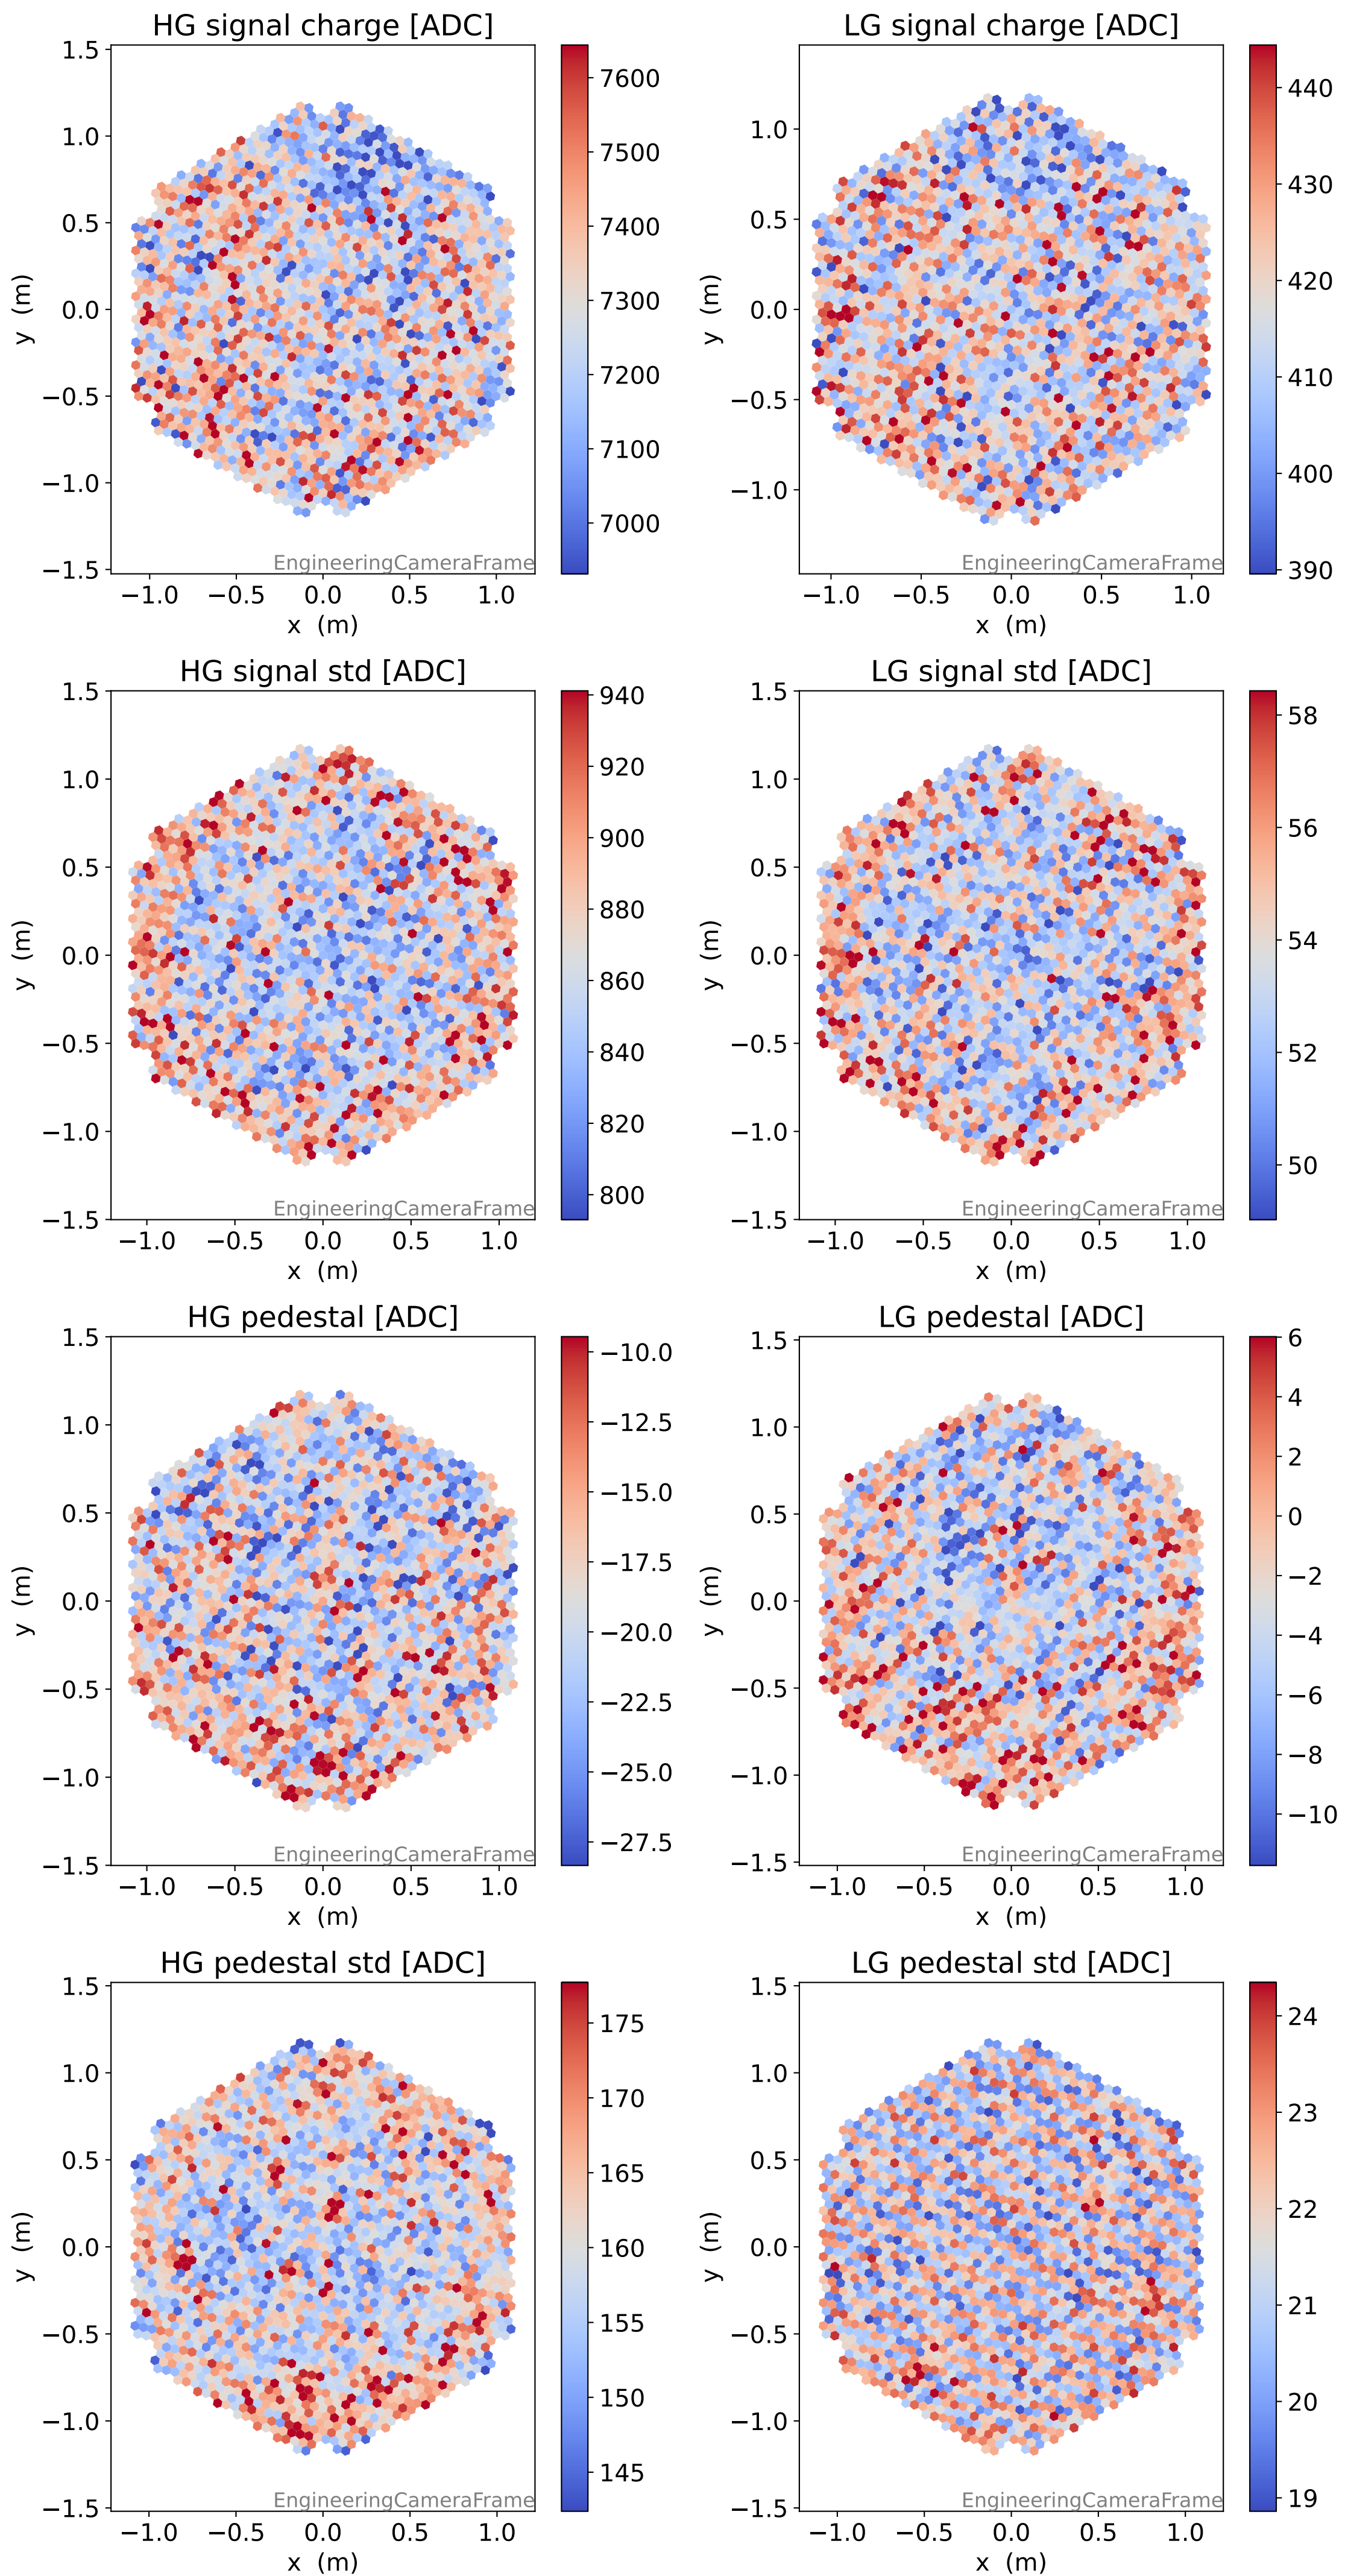 HG signal charge [ADC]
LG signal charge [ADC]
1.5
1.0
0.5
0.0
−0.5
−1.0
−1.5
y (m)
−1.0 −0.5 0.0 0.5 1.0
x (m)
EngineeringCameraFrame
7600
7500
7400
7300
7200
7100
7000
1.0
0.5
0.0
−0.5
−1.0
y (m)
−1.0 −0.5 0.0 0.5 1.0
x (m)
EngineeringCameraFrame
440
430
420
410
400
390
HG signal std [ADC]
LG signal std [ADC]
1.5
1.0
0.5
0.0
−0.5
−1.0
−1.5
y (m)
−1.0 −0.5 0.0 0.5 1.0
x (m)
EngineeringCameraFrame
940
920
900
880
860
840
820
800
1.5
1.0
0.5
0.0
−0.5
−1.0
−1.5
y (m)
−1.0 −0.5 0.0 0.5 1.0
x (m)
EngineeringCameraFrame
58
56
54
52
50
HG pedestal [ADC]
LG pedestal [ADC]
1.5
1.0
0.5
0.0
−0.5
−1.0
−1.5
y (m)
−1.0 −0.5 0.0 0.5 1.0
x (m)
EngineeringCameraFrame
−10.0
−12.5
−15.0
−17.5
−20.0
−22.5
−25.0
−27.5
1.5
1.0
0.5
0.0
−0.5
−1.0
−1.5
y (m)
−1.0 −0.5 0.0 0.5 1.0
x (m)
EngineeringCameraFrame
6
4
2
0
−2
−4
−6
−8
−10
HG pedestal std [ADC]
LG pedestal std [ADC]
1.5
1.0
0.5
0.0
−0.5
−1.0
−1.5
y (m)
−1.0 −0.5 0.0 0.5 1.0
x (m)
EngineeringCameraFrame
175
170
165
160
155
150
145
1.5
1.0
0.5
0.0
−0.5
−1.0
−1.5
y (m)
−1.0 −0.5 0.0 0.5 1.0
x (m)
EngineeringCameraFrame
24
23
22
21
20
19